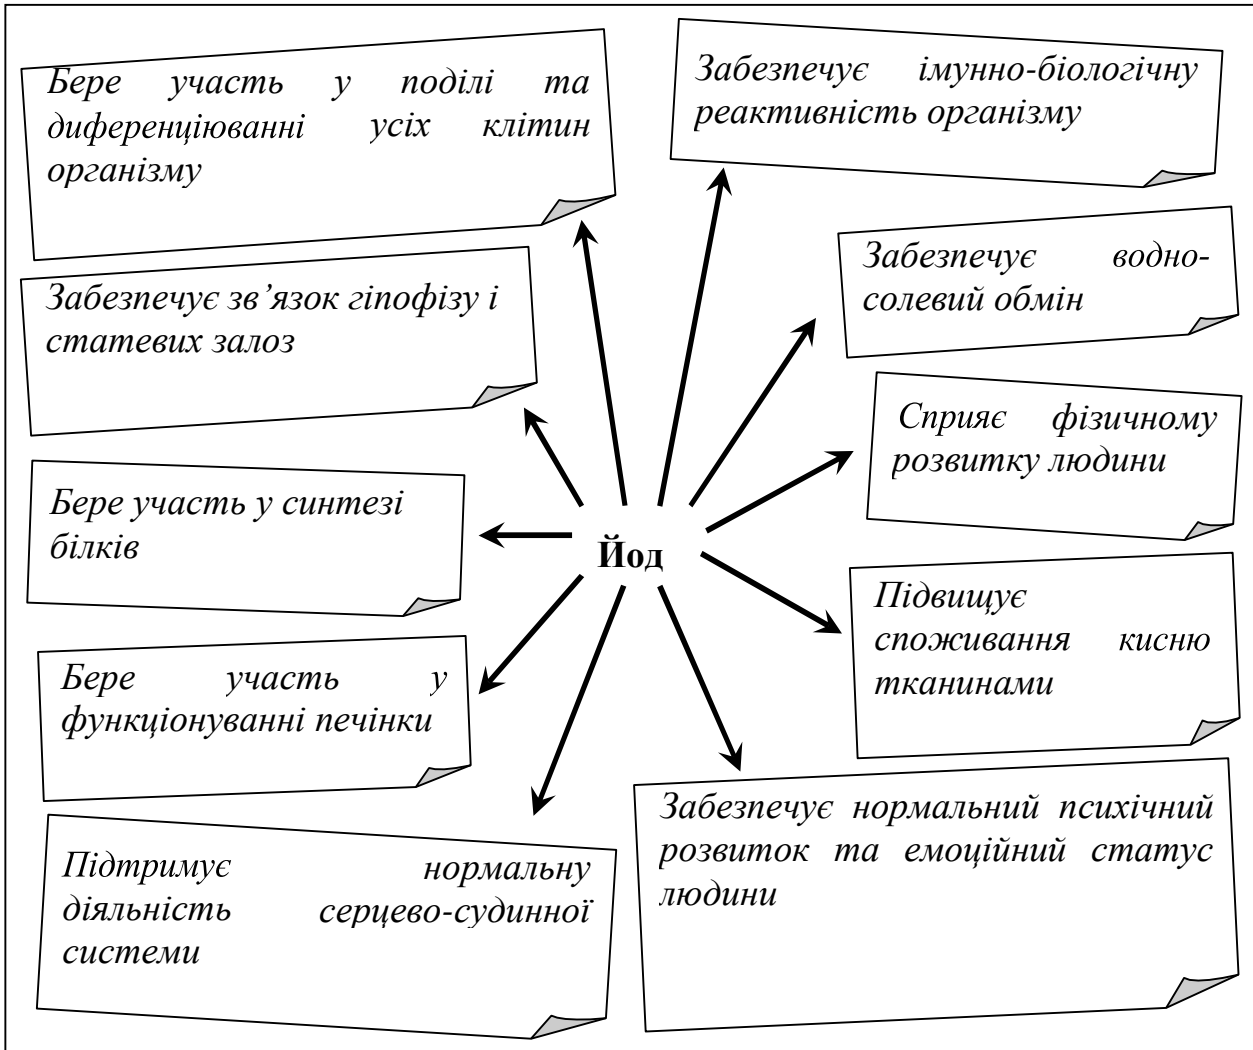 Бере участь у поділі та
диференціюванні усіх клітин
організму
Забезпечує зв’язок гіпофізу і
статевих залоз
Бере участь у синтезі
білків
Бере участь у
функціонуванні печінки
Підтримує нормальну
діяльність серцево-судинної
системи
Йод
Забезпечує імунно-біологічну
реактивність організму
Забезпечує водно-
солевий обмін
Сприяє фізичному
розвитку людини
Підвищує
споживання кисню
тканинами
Забезпечує нормальний психічний
розвиток та емоційний статус
людини